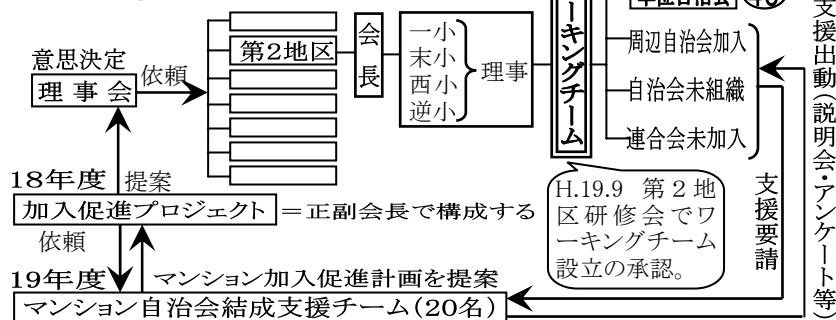 意思決定
理事会
依頼
第2地区
会長
一小
末小
西小
逆小
理事
ーキングチーム
周辺自治会加入
自治会未組織
連合会未加入
支援出動(説明会・アンケート等)
支援要請
H.19.9 第2地
区研修会でワ
ーキングチーム
設立の承認。
18年度
提案
加入促進プロジェクト
=正副会長で構成する
依頼
19年度
マンション加入促進計画を提案
マンション自治会結成支援チーム(20名)